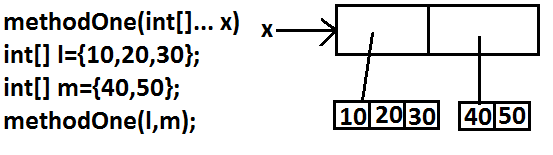 methodOne(int[]... x)
int[] l={10,20,30};
int[] m={40,50};
methodOne(l,m);
x
10 20 30
40 50